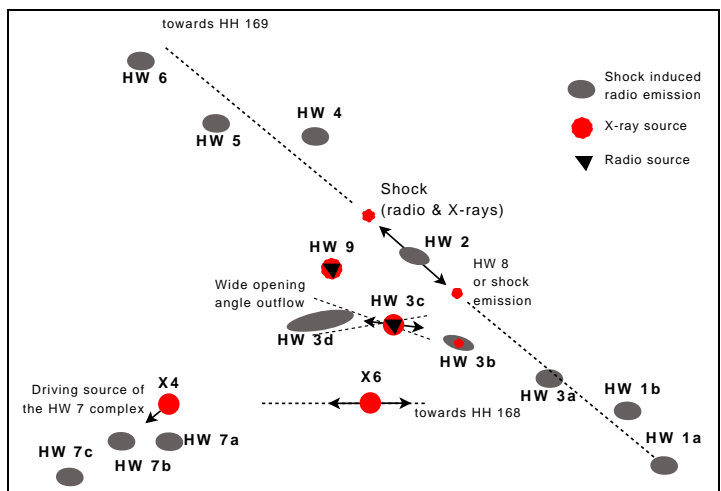 towards HH 169
HW 6
HW 5
HW 4
Shock induced
radio emission
X-ray source
Radio source
Shock
(radio & X-rays)
HW 2
HW 9
HW 8
or shock
emission
Wide opening
angle outflow
HW 3c
HW 3d
HW 3b
HW 3a
HW 1b
HW 1a
X4
Driving source of
the HW 7 complex
X6
towards HH 168
HW 7a
HW 7b
HW 7c